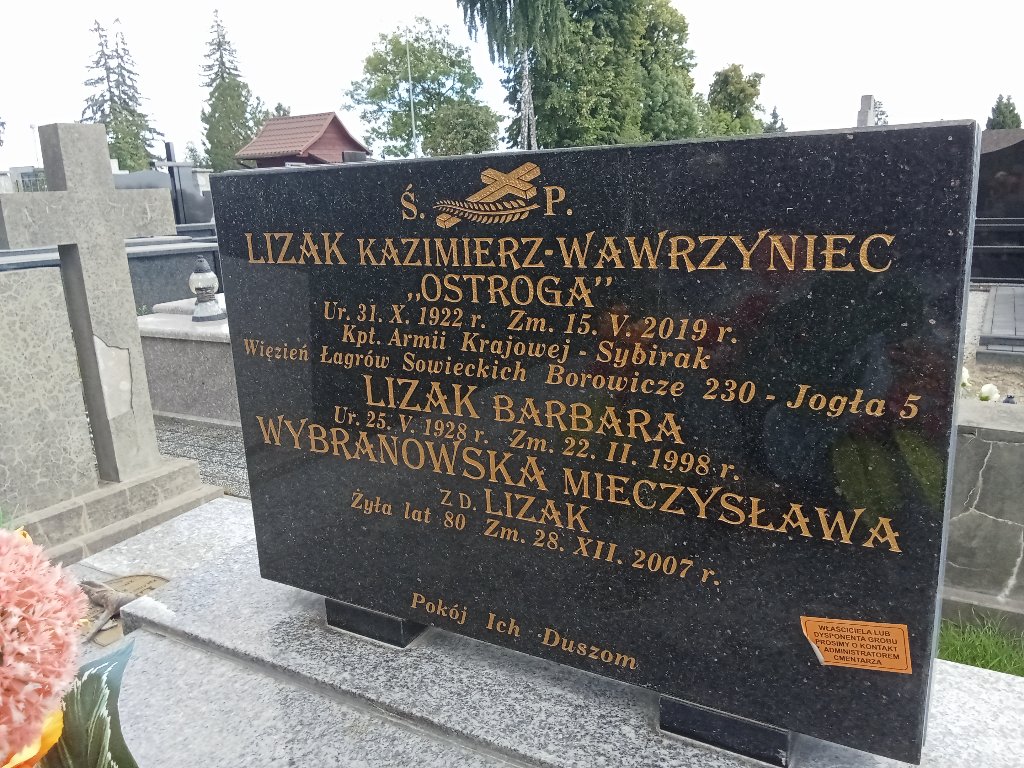 Ś. P.
LIZAK KAZIMIERZ-WAWRZYNIEC
„OSTROGA”
Ur. 31. X. 1922 r. Zm. 15. V. 2019 r.
Kpt. Armii Krajowej - Sybirak
Więzień Łagrów Sowieckich Borowicze 230 - Jogła 5
LIZAK BARBARA
Ur. 25. V. 1928 r. Zm. 22. II. 1998 r.
WYBRANOWSKA MIECZYSŁAWA
Z D. LIZAK
Żyła lat 80 Zm. 28. XII. 2007 r.
Pokój Ich Duszom
WŁAŚCICIELA LUB
DYSPONENTA GROBU
PROSIMY O KONTAKT
Z ADMINISTRATOREM
CMENTARZA